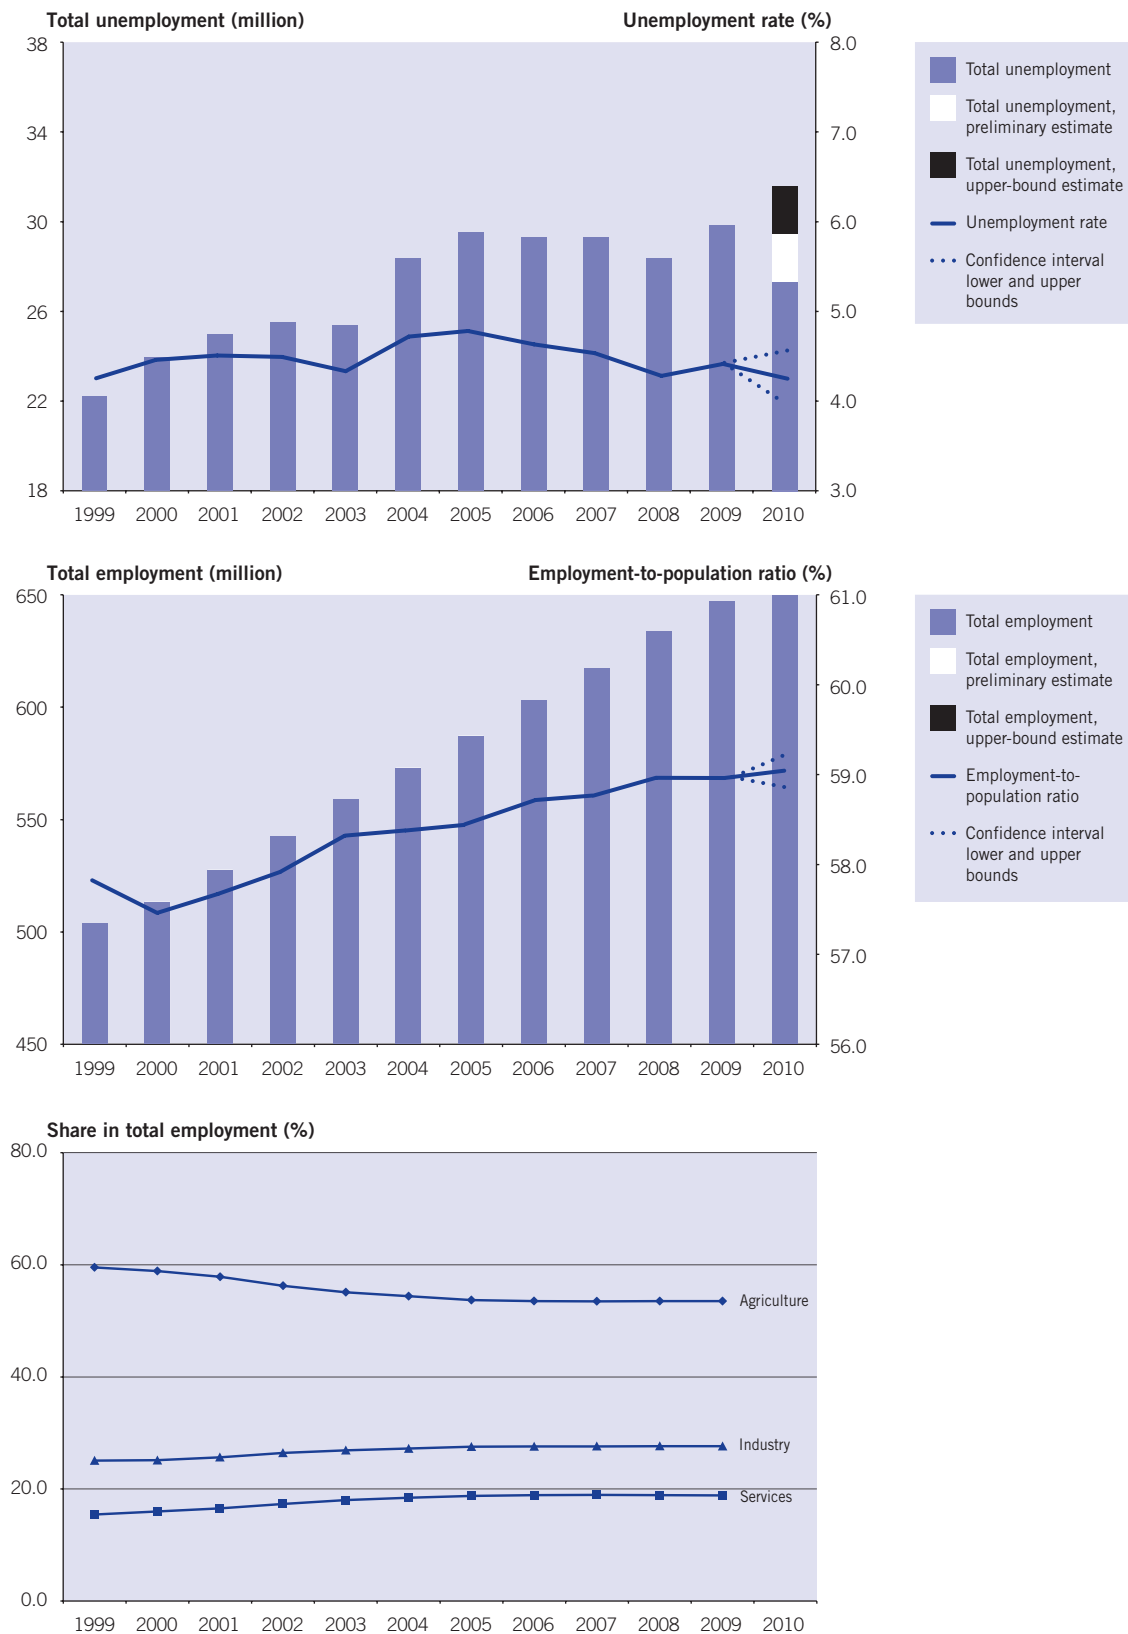 Total unemployment (million)
Unemployment rate (%)
38
34
30
26
22
18
8.0
7.0
6.0
5.0
4.0
3.0
1999 2000 2001 2002 2003 2004 2005 2006 2007 2008 2009 2010
Total unemployment
Total unemployment,
preliminary estimate
Total unemployment,
upper-bound estimate
Unemployment rate
Confidence interval
lower and upper
bounds
Total employment (million)
Employment-to-population ratio (%)
650
600
550
500
450
61.0
60.0
59.0
58.0
57.0
56.0
1999 2000 2001 2002 2003 2004 2005 2006 2007 2008 2009 2010
Total employment
Total employment,
preliminary estimate
Total employment,
upper-bound estimate
Employment-to-
population ratio
Confidence interval
lower and upper
bounds
Share in total employment (%)
80.0
60.0
40.0
20.0
0.0
Agriculture
Industry
Services
1999 2000 2001 2002 2003 2004 2005 2006 2007 2008 2009 2010